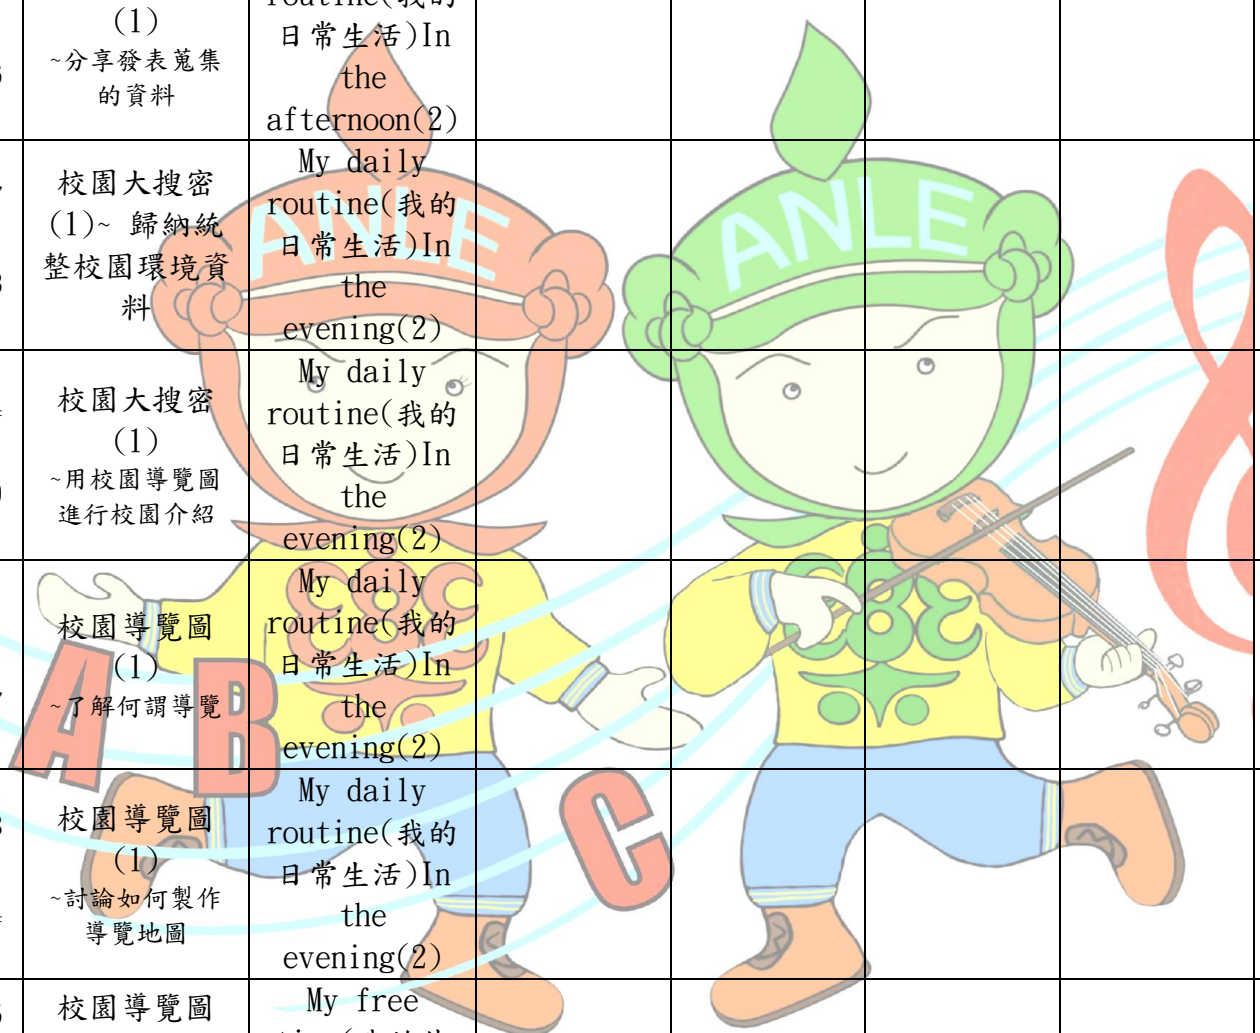 (1)
~分享發表蒐集
的資料
日常生活)In
the
afternoon(2)
校園大搜密
(1)~ 歸納統
整校園環境資
料
My daily
routine(我的
日常生活)In
the
evening(2)
校園大搜密
(1)
~用校園導覽圖
進行校園介紹
My daily
routine(我的
日常生活)In
the
evening(2)
校園導覽圖
(1)
~了解何謂導覽
My daily
routine(我的
日常生活)In
the
evening(2)
校園導覽圖
(1)
~討論如何製作
導覽地圖
My daily
routine(我的
日常生活)In
the
evening(2)
校園導覽圖
My free
ANLE
ANLE
A
B
C